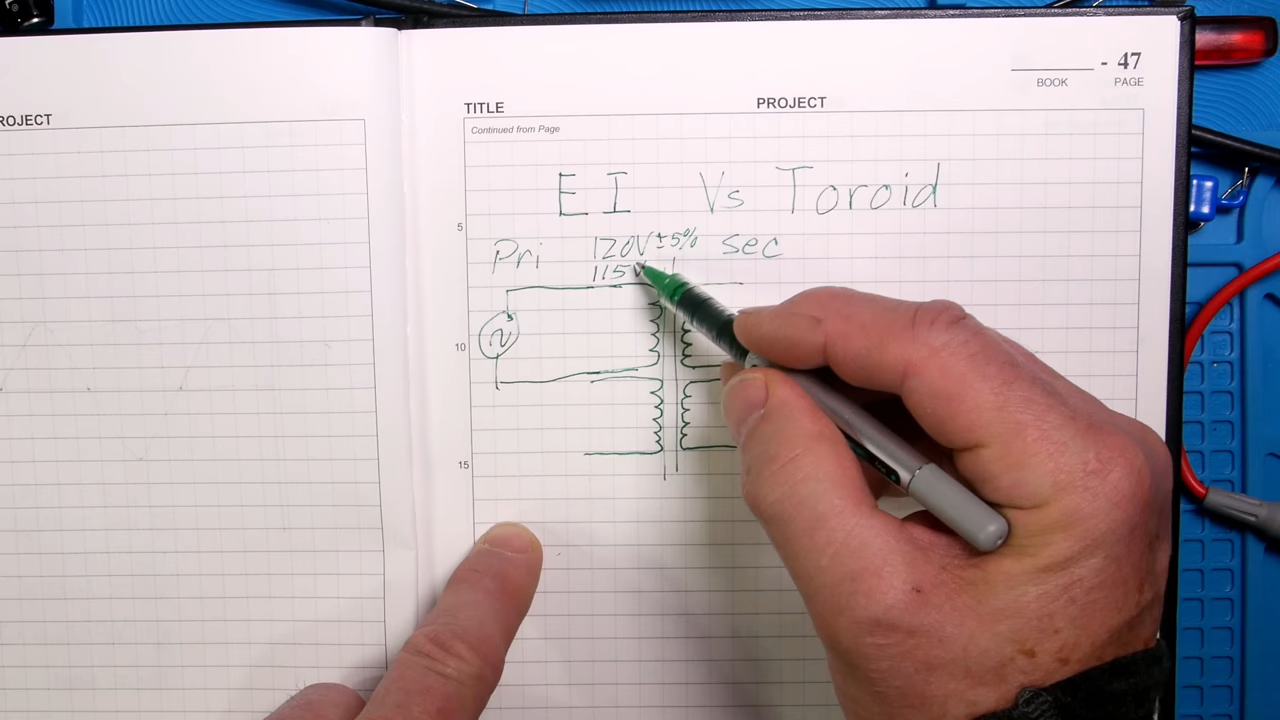 ROJECT
- 47
BOOK PAGE
TITLE PROJECT
Continued from Page
EI Vs Toroid
5
Pri 120V±5% sec
115V
10
15